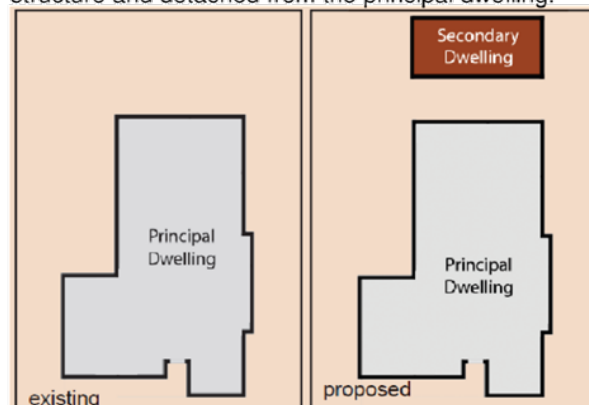 structure and detached from the principal dwelling.
Secondary
Dwelling
Principal
Dwelling
Principal
Dwelling
existing
proposed